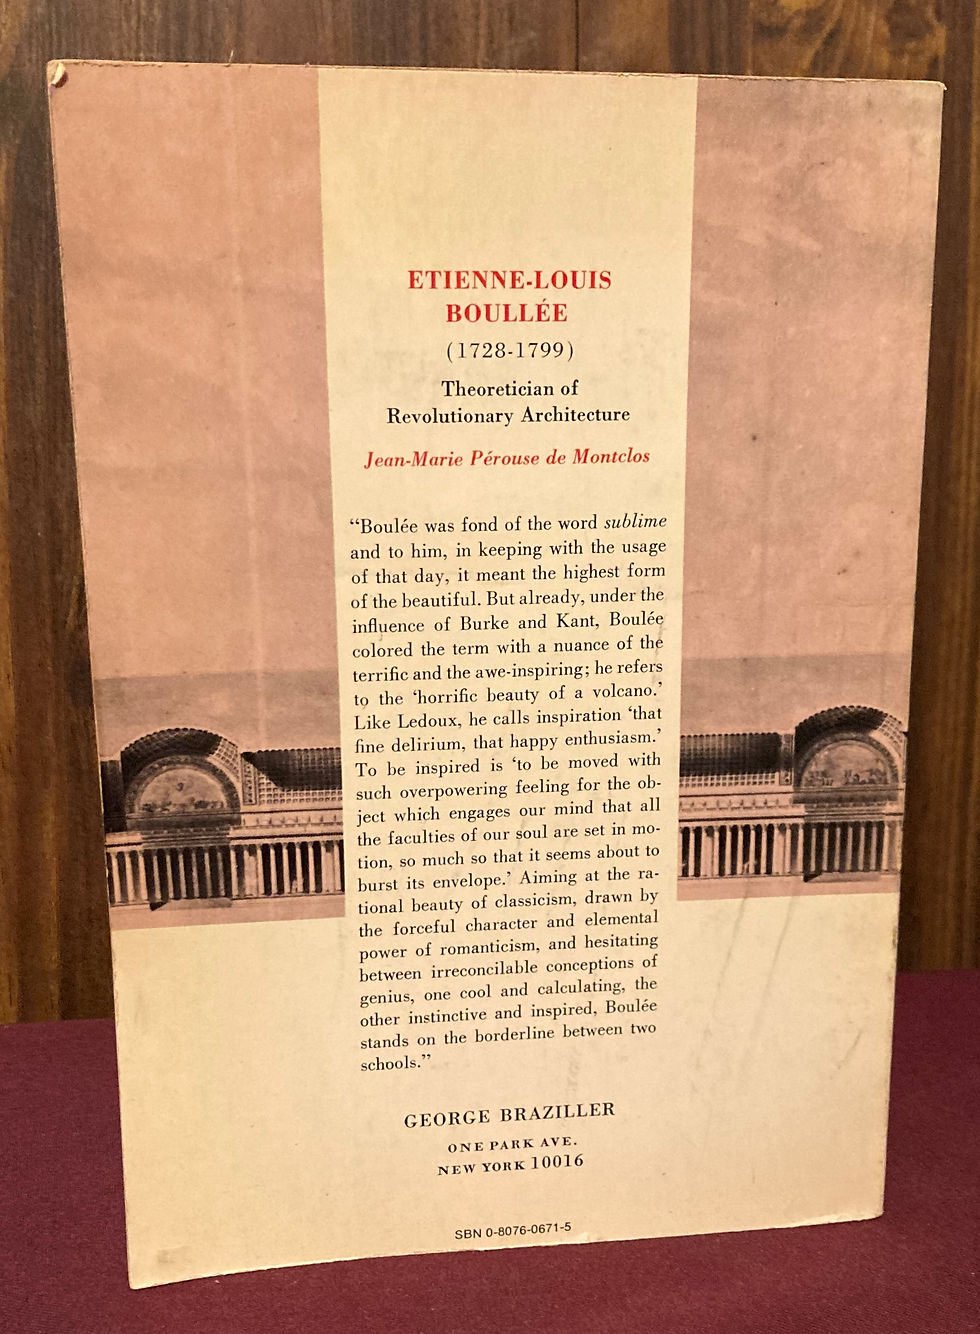 ETIENNE-LOUIS
BOULLÉE
(1728-1799)
Theoretician of
Revolutionary Architecture
Jean-Marie Pérouse de Montclos
“Boulée was fond of the word sublime
and to him, in keeping with the usage
of that day, it meant the highest form
of the beautiful. But already, under the
influence of Burke and Kant, Boulée
colored the term with a nuance of the
terrific and the awe-inspiring; he refers
to the ‘horrific beauty of a volcano.’
Like Ledoux, he calls inspiration ‘that
fine delirium, that happy enthusiasm.’
To be inspired is ‘to be moved with
such overpowering feeling for the ob-
ject which engages our mind that all
the faculties of our soul are set in mo-
tion, so much so that it seems about to
burst its envelope.’ Aiming at the ra-
tional beauty of classicism, drawn by
the forceful character and elemental
power of romanticism, and hesitating
between irreconcilable conceptions of
genius, one cool and calculating, the
other instinctive and inspired, Boulée
stands on the borderline between two
schools.”
GEORGE BRAZILLER
ONE PARK AVE.
NEW YORK 10016
SBN 0-8076-0671-5